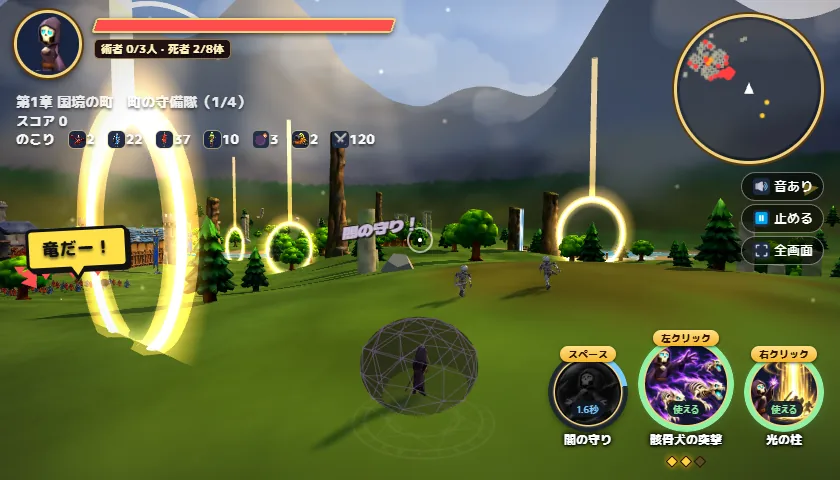 術者 0/3人・死者 2/8体
第1章 国境の町 町の守備隊（1/4）
スコア 0
のこり 2 22 37 10 3 2 120
音あり
止める
全画面
竜だー！
闇の守り！
スペース
左クリック
右クリック
1.6秒
使える
使える
闇の守り
骸骨犬の突撃
光の柱